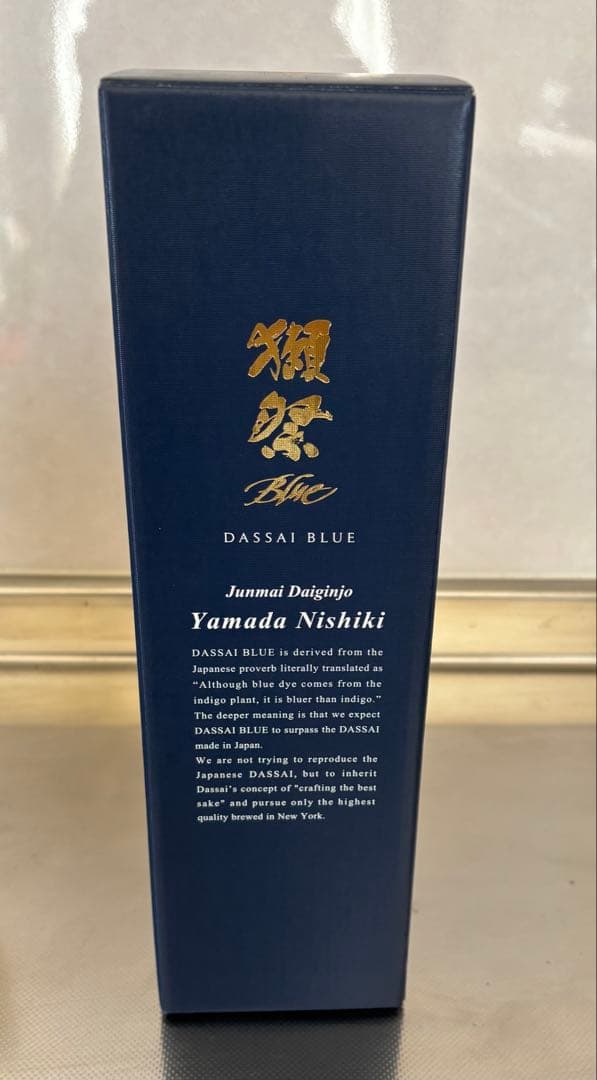 獺
祭
Blue
DASSAI BLUE
Junmai Daiginjo
Yamada Nishiki
DASSAI BLUE is derived from the
Japanese proverb literally translated as
“Although blue dye comes from the
indigo plant, it is bluer than indigo.”
The deeper meaning is that we expect
DASSAI BLUE to surpass the DASSAI
made in Japan.
We are not trying to reproduce the
Japanese DASSAI, but to inherit
Dassai's concept of "crafting the best
sake" and pursue only the highest
quality brewed in New York.